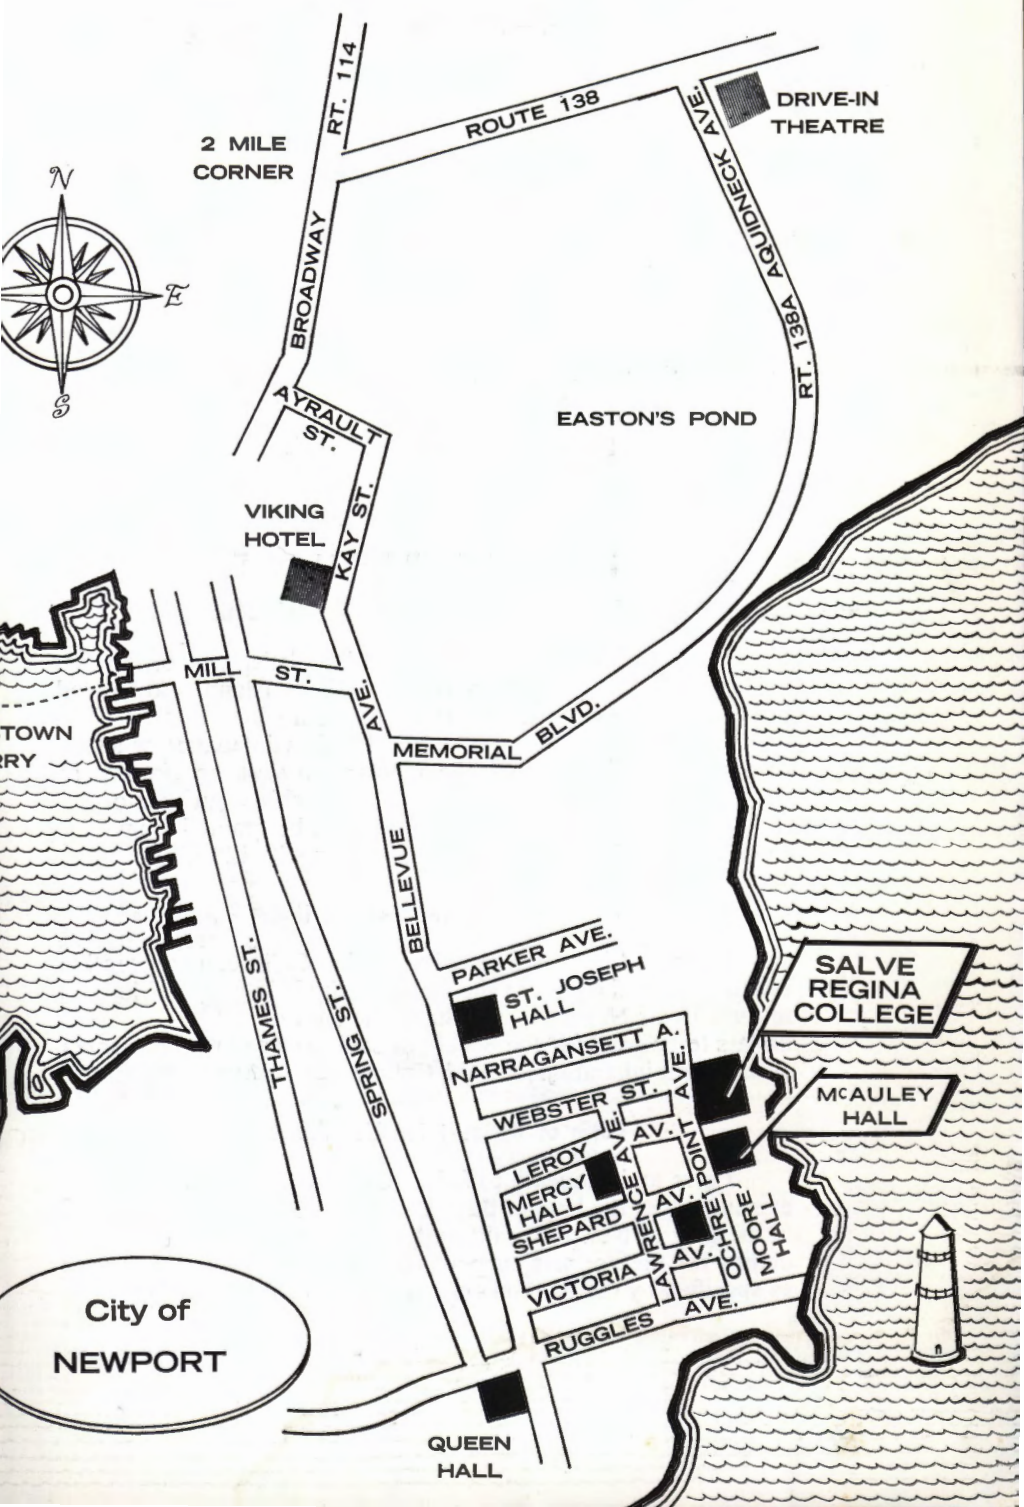 RT. 114
ROUTE 138
DRIVE-IN
THEATRE
2 MILE
CORNER
N
E
S
BROADWAY
RT. 138A AQUIDNECK AVE.
AYRAULT
ST.
EASTON'S POND
VIKING
HOTEL
KAY ST.
MILL ST.
STOWN
RRY
BELLEVUE AVE.
MEMORIAL BLVD.
THAMES ST.
SPRING ST.
PARKER AVE.
ST. JOSEPH
HALL
SALVE
REGINA
COLLEGE
NARRAGANSETT A.
WEBSTER ST.
McAULEY
HALL
LEROY AV.
MERCY
HALL
SHEPARD AV.
LAWRENCE AVE.
OCHRE POINT AVE.
MOORE
HALL
VICTORIA AV.
RUGGLES AVE.
City of
NEWPORT
QUEEN
HALL